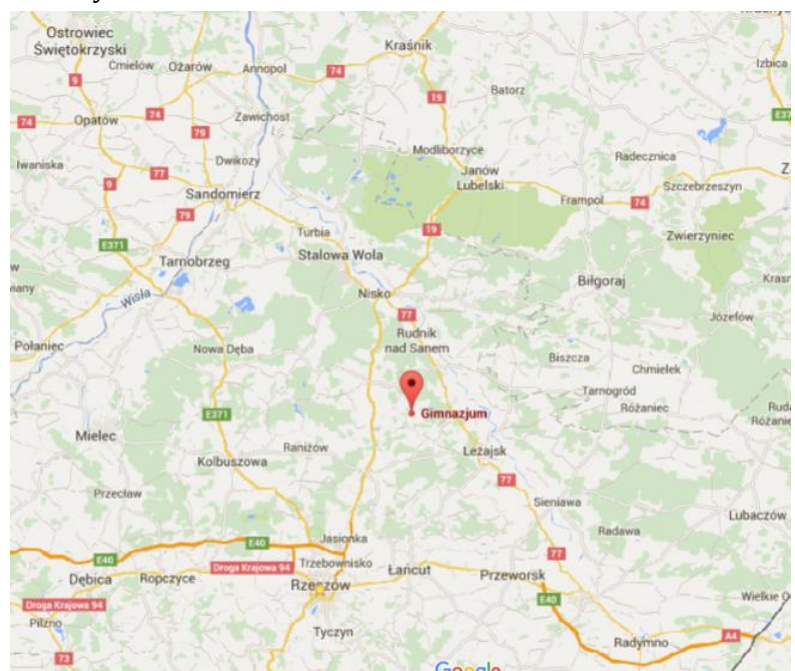 Ostrowiec
Świętokrzyski
Ćmielów
Ożarów
Annopol
74
Kraśnik
Izbica
9
19
Batorz
74
Opatów
74
79
Zawichost
E37
Iwaniska
77
Dwikozy
Modliborzyce
Radecznica
9
Janów
Lubelski
Szczebrzeszyn
Z
Sandomierz
Frampol
74
79
Turbia
19
Zwierzyniec
E371
Tarnobrzeg
Stalowa Wola
Biłgoraj
Kras
w
any
Wisła
Nisko
77
Józefów
Rudnik
nad Sanem
Połaniec
Nowa Dęba
Biszcza
Chmielek
Tarnogród
Różaniec
Ruda
Różanie
E371
Gimnazjum
Mielec
Raniżów
Kolbuszowa
Leżajsk
77
Przecław
Sieniawa
Lubaczów
Radawa
Jasionka
E40
E40
77
Trzebownisko
Droga Krajowa 94
Łańcut
Przeworsk
Dębica
Ropczyce
Rzeszów
E40
Droga Krajowa 94
Wielkie O
Pilzno
Tyczyn
A4
Radymno
73
Google